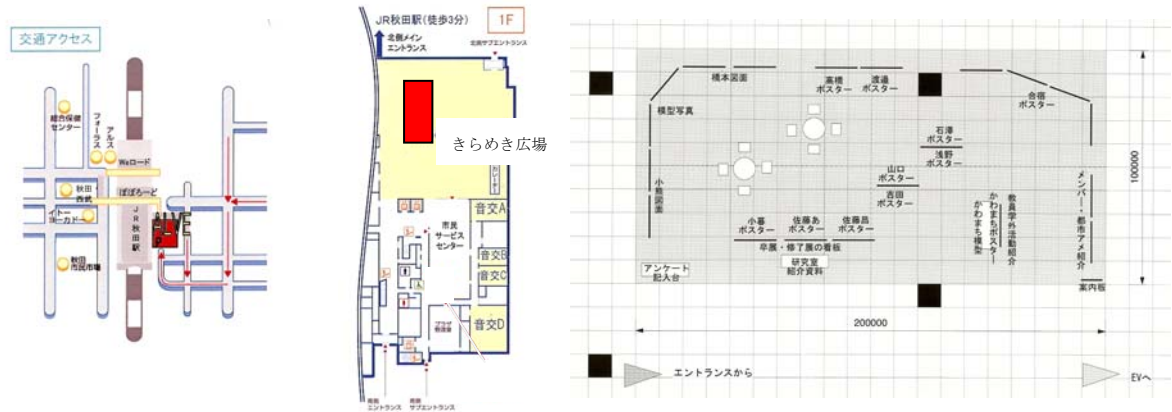 交通アクセス
総合保健
センター
フォーラス
アルス
Weロード
秋田
西武
ぽぽろーど
イトー
ヨーカドー
JR秋田駅
ALVE
秋田
市民市場
JR秋田駅(徒歩3分)
1F
北側メイン
エントランス
北側サブエントランス
きらめき広場
音交A
市民
サービス
センター
音交B
音交C
音交D
南側
エントランス
南側
サブエントランス
橋本図面
高橋
ポスター
渡邉
ポスター
合宿
ポスター
模型写真
石澤
ポスター
浅野
ポスター
山口
ポスター
吉田
ポスター
小熊図面
小暮
ポスター
佐藤あ
ポスター
佐藤昌
ポスター
卒展・修了展の看板
研究室
紹介資料
アンケート
記入台
かわまち模型
かわまちポスター
教員学外活動紹介
メンバー・都市アメ紹介
案内板
100000
200000
エントランスから
EVへ